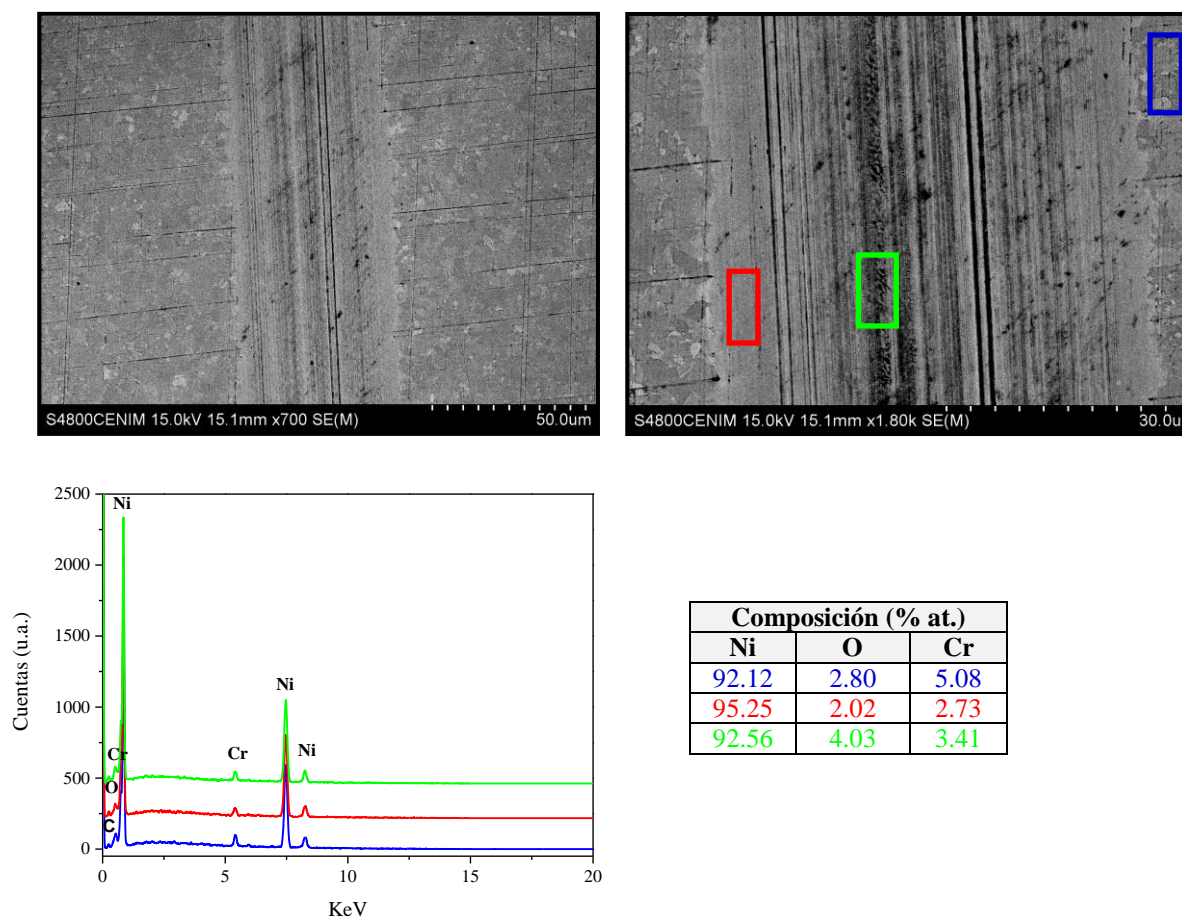 S4800CENIM 15.0kV 15.1mm x700 SE(M) 50.0um
S4800CENIM 15.0kV 15.1mm x1.80k SE(M) 30.0u
2500
2000
1500
1000
500
0
Cuentas (u.a.)
Ni
Ni
Cr
Cr
Ni
O
C
0 5 10 15 20
KeV
Composición (% at.)
Ni O Cr
92.12 2.80 5.08
95.25 2.02 2.73
92.56 4.03 3.41